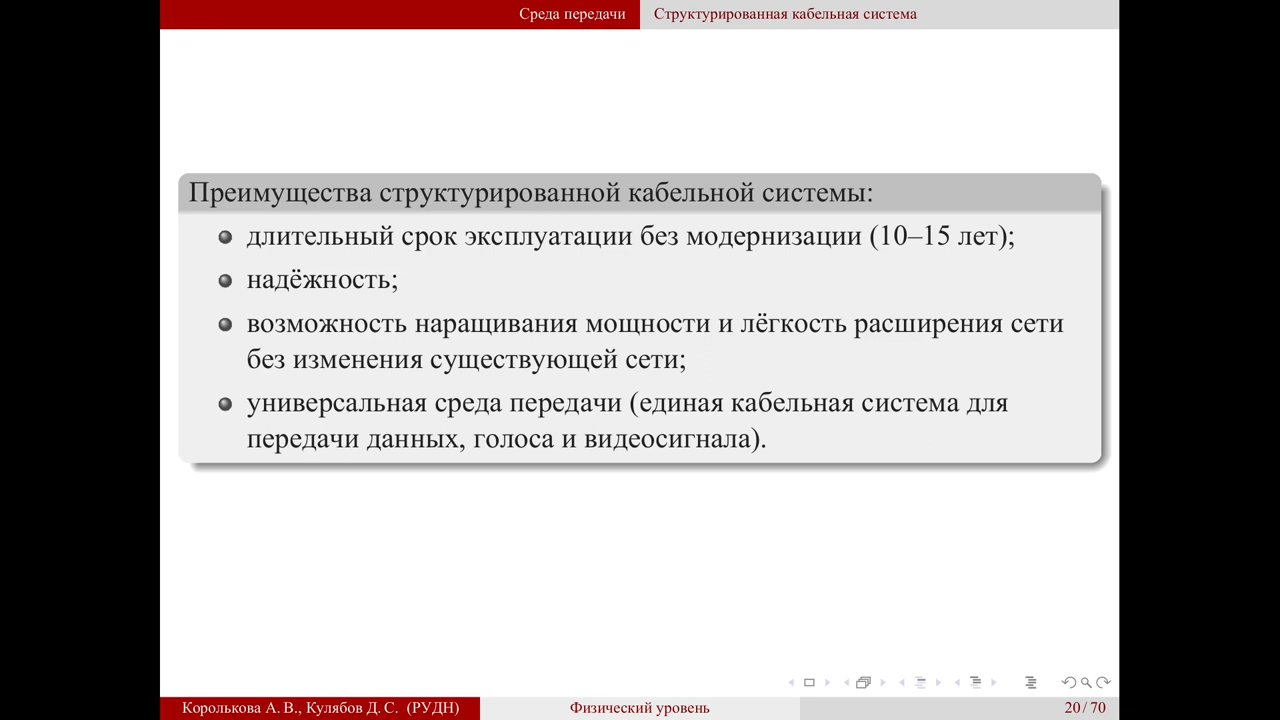 Среда передачи Структурированная кабельная система
Преимущества структурированной кабельной системы:
длительный срок эксплуатации без модернизации (10–15 лет);
надёжность;
возможность наращивания мощности и лёгкость расширения сети
без изменения существующей сети;
универсальная среда передачи (единая кабельная система для
передачи данных, голоса и видеосигнала).
Королькова А. В., Кулябов Д. С. (РУДН) Физический уровень 20 / 70